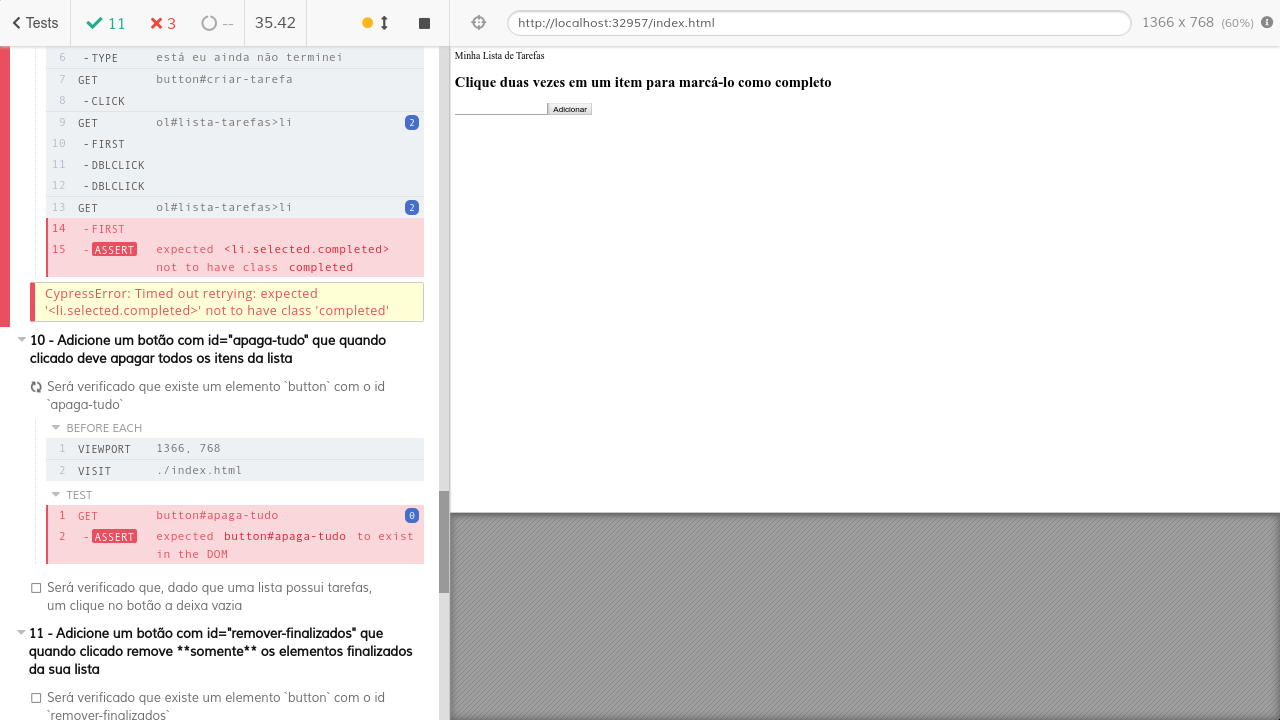 Tests 11 3 -- 35.42
http://localhost:32957/index.html 1366 x 768 (60%)
6 - TYPE está eu ainda não terminei
7 GET button#criar-tarefa
8 - CLICK
9 GET ol#lista-tarefas>li 2
10 - FIRST
11 - DBLCLICK
12 - DBLCLICK
13 GET ol#lista-tarefas>li 2
14 - FIRST
15 - ASSERT expected <li.selected.completed>
not to have class completed
CypressError: Timed out retrying: expected
'<li.selected.completed>' not to have class 'completed'
10 - Adicione um botão com id="apaga-tudo" que quando
clicado deve apagar todos os itens da lista
Será verificado que existe um elemento `button` com o id
`apaga-tudo`
BEFORE EACH
1 VIEWPORT 1366, 768
2 VISIT ./index.html
TEST
1 GET button#apaga-tudo 0
2 - ASSERT expected button#apaga-tudo to exist
in the DOM
Será verificado que, dado que uma lista possui tarefas,
um clique no botão a deixa vazia
11 - Adicione um botão com id="remover-finalizados" que
quando clicado remove **somente** os elementos finalizados
da sua lista
Será verificado que existe um elemento `button` com o id
`remover-finalizados`
Minha Lista de Tarefas
Clique duas vezes em um item para marcá-lo como completo
Adicionar